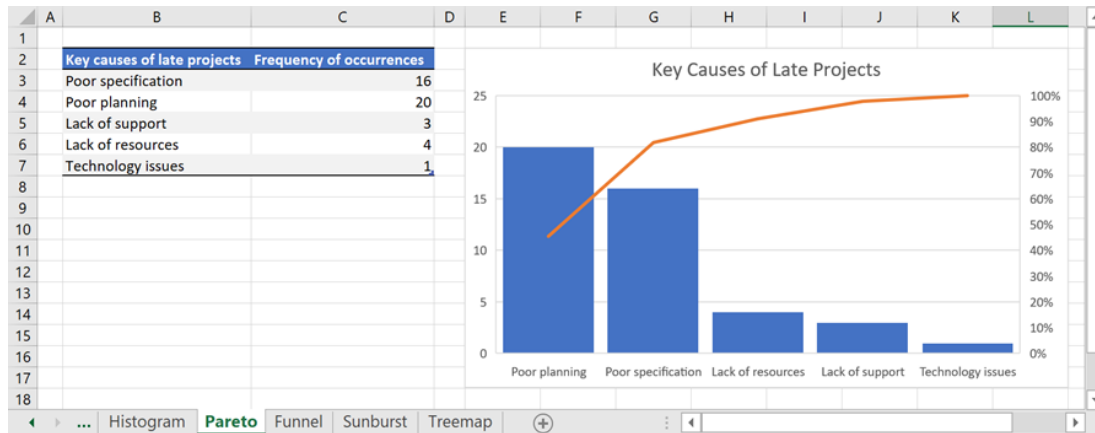 A B C D E F G H I J K L
1
2 Key causes of late projects Frequency of occurrences
3 Poor specification 16
4 Poor planning 20
5 Lack of support 3
6 Lack of resources 4
7 Technology issues 1
8
9
10
11
12
13
14
15
16
17
18
Key Causes of Late Projects
25 100%
90%
20 80%
70%
15 60%
50%
10 40%
30%
5 20%
10%
0 0%
Poor planning Poor specification Lack of resources Lack of support Technology issues
... Histogram Pareto Funnel Sunburst Treemap